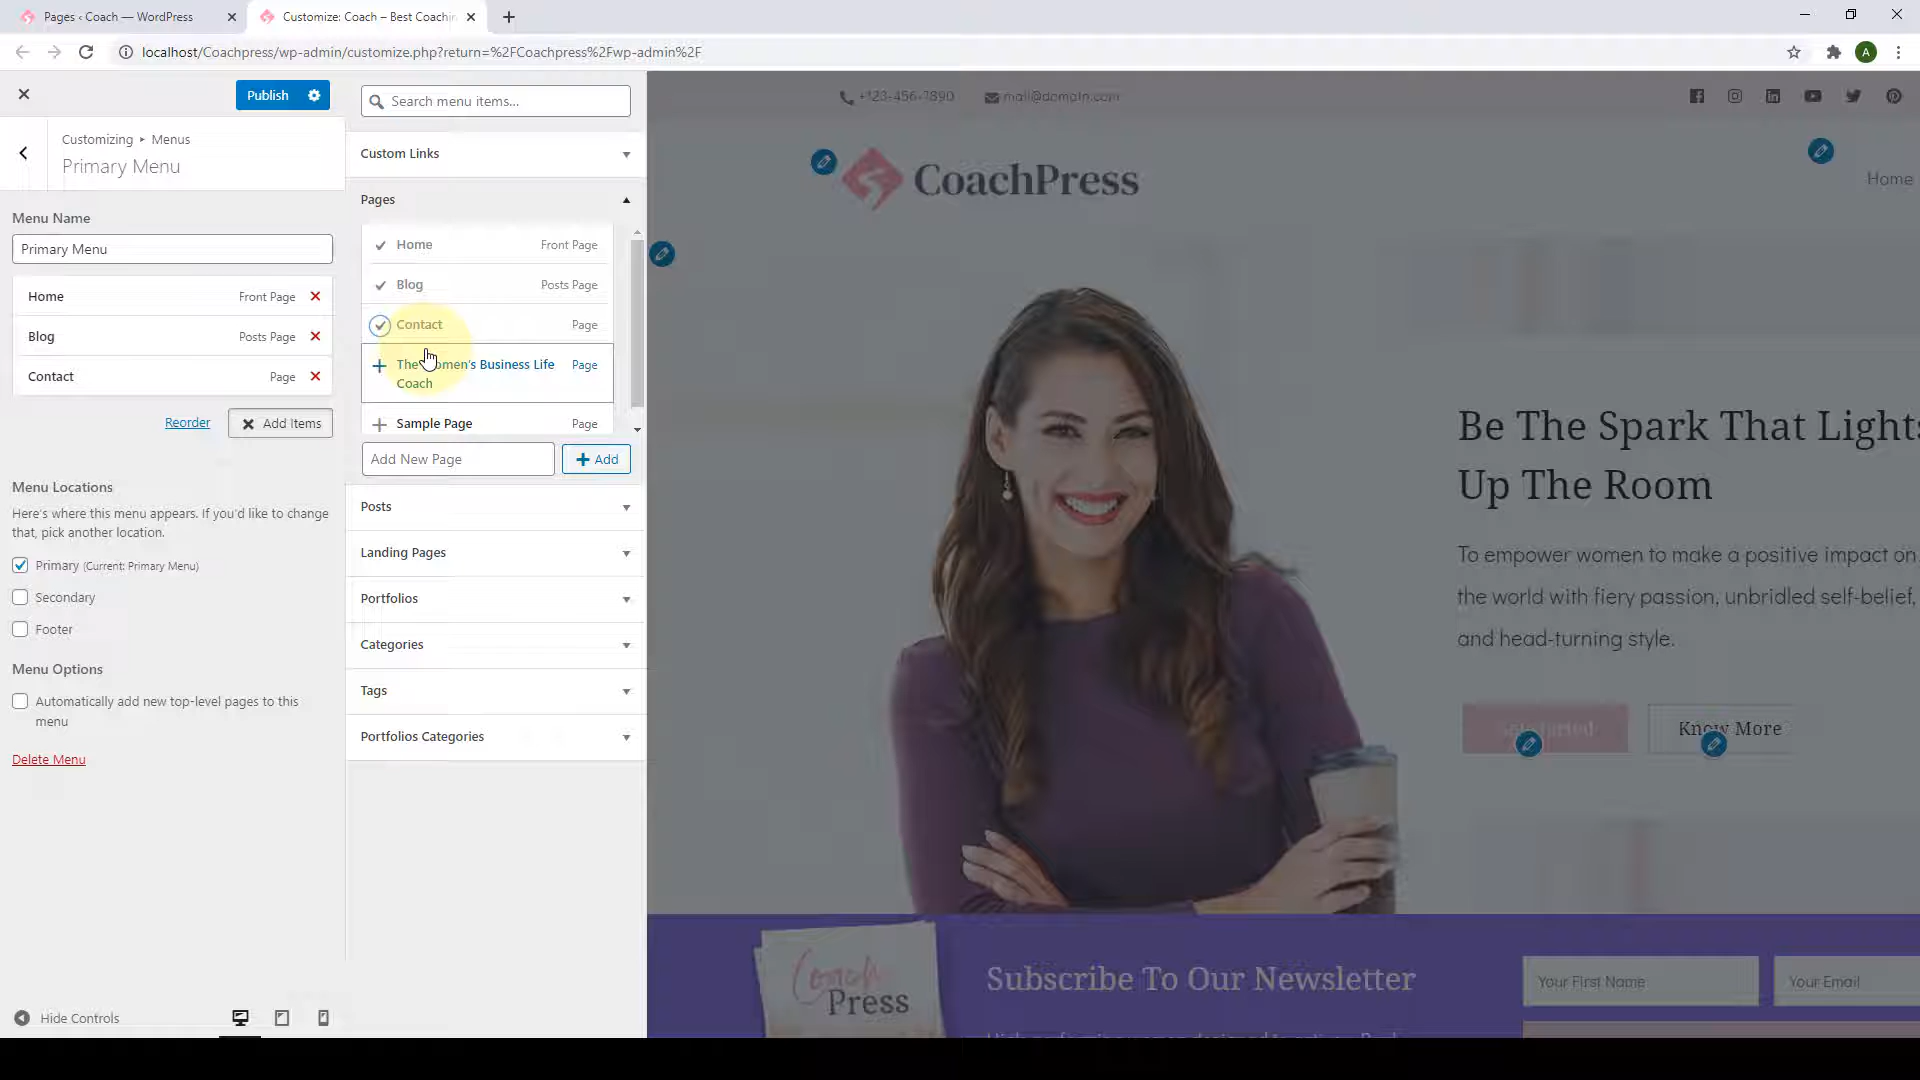 Pages ‹ Coach — WordPress
Customize: Coach – Best Coachin
localhost/Coachpress/wp-admin/customize.php?return=%2FCoachpress%2Fwp-admin%2F
A
Publish
Customizing ▸ Menus
Primary Menu
Menu Name
Primary Menu
Home Front Page
Blog Posts Page
Contact Page
Reorder
Add Items
Menu Locations
Here's where this menu appears. If you'd like to change
that, pick another location.
Primary (Current: Primary Menu)
Secondary
Footer
Menu Options
Automatically add new top-level pages to this
menu
Delete Menu
Hide Controls
Search menu items...
Custom Links
Pages
Home Front Page
Blog Posts Page
Contact Page
The Women's Business Life Page
Coach
Sample Page Page
Add New Page
Add
Posts
Landing Pages
Portfolios
Categories
Tags
Portfolios Categories
+123-456-7890
mail@domain.com
CoachPress
Home
Be The Spark That Lights
Up The Room
To empower women to make a positive impact on
the world with fiery passion, unbridled self-belief,
and head-turning style.
Know More
Coach
Press
Subscribe To Our Newsletter
Your First Name
Your Email